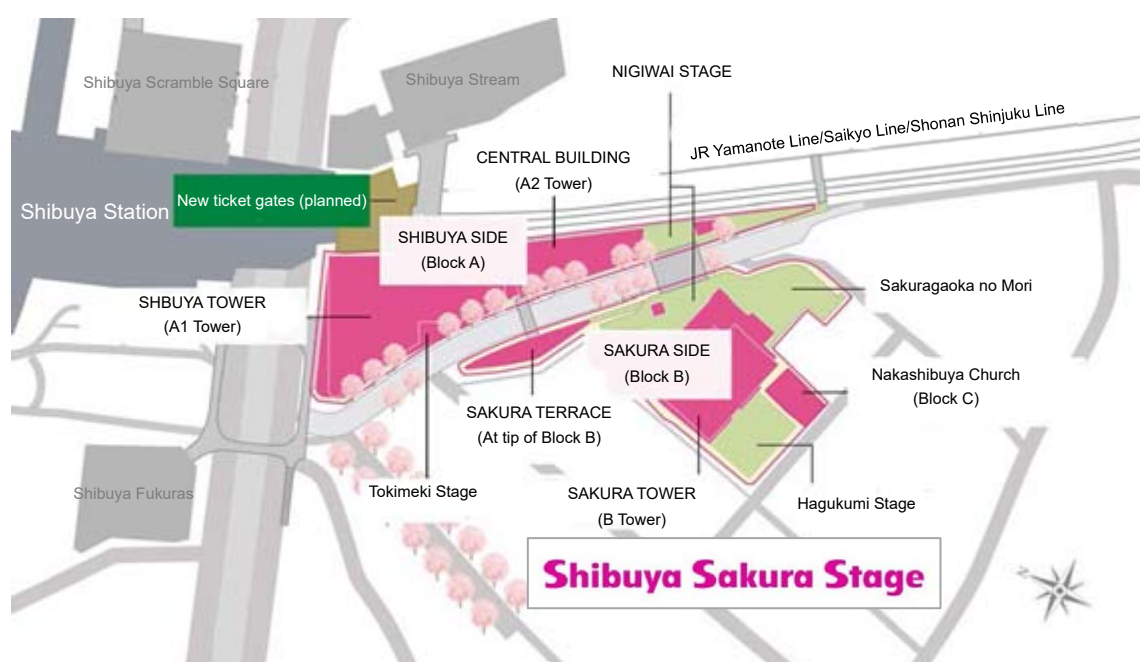 Shibuya Scramble Square
Shibuya Stream
NIGIWAI STAGE
JR Yamanote Line/Saikyo Line/Shonan Shinjuku Line
CENTRAL BUILDING
(A2 Tower)
New ticket gates (planned)
Shibuya Station
SHIBUYA SIDE
(Block A)
Sakuragaoka no Mori
SHBUYA TOWER
(A1 Tower)
SAKURA SIDE
(Block B)
Nakashibuya Church
(Block C)
SAKURA TERRACE
(At tip of Block B)
Tokimeki Stage
Shibuya Fukuras
SAKURA TOWER
(B Tower)
Hagukumi Stage
Shibuya Sakura Stage
N